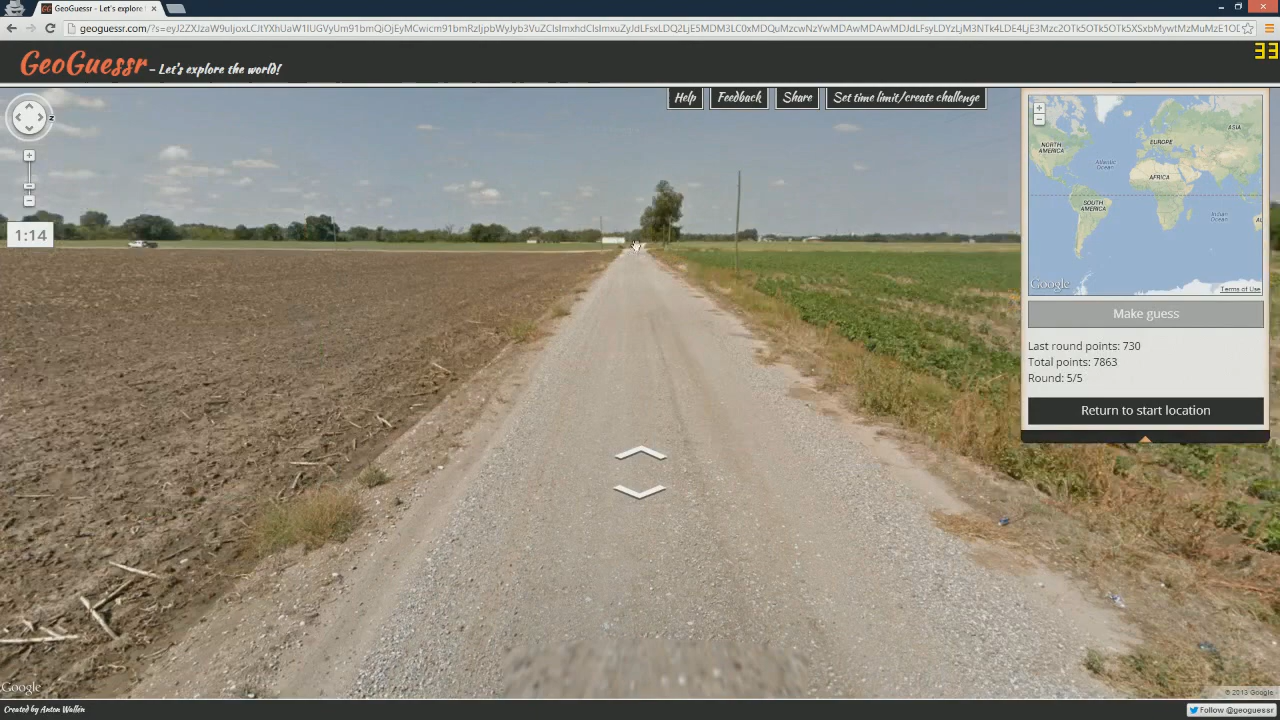 GeoGuessr - Let's explore
GeoGuessr – Let's explore the world!
33
Help
Feedback
Share
Set time limit/create challenge
1:14
NORTH AMERICA
Atlantic Ocean
EUROPE
ASIA
AFRICA
SOUTH AMERICA
Indian Ocean
AU
Google
Terms of Use
Make guess
Last round points: 730
Total points: 7863
Round: 5/5
Return to start location
Google
© 2013 Google
Created by Anton Wallén
Follow @geoguessr